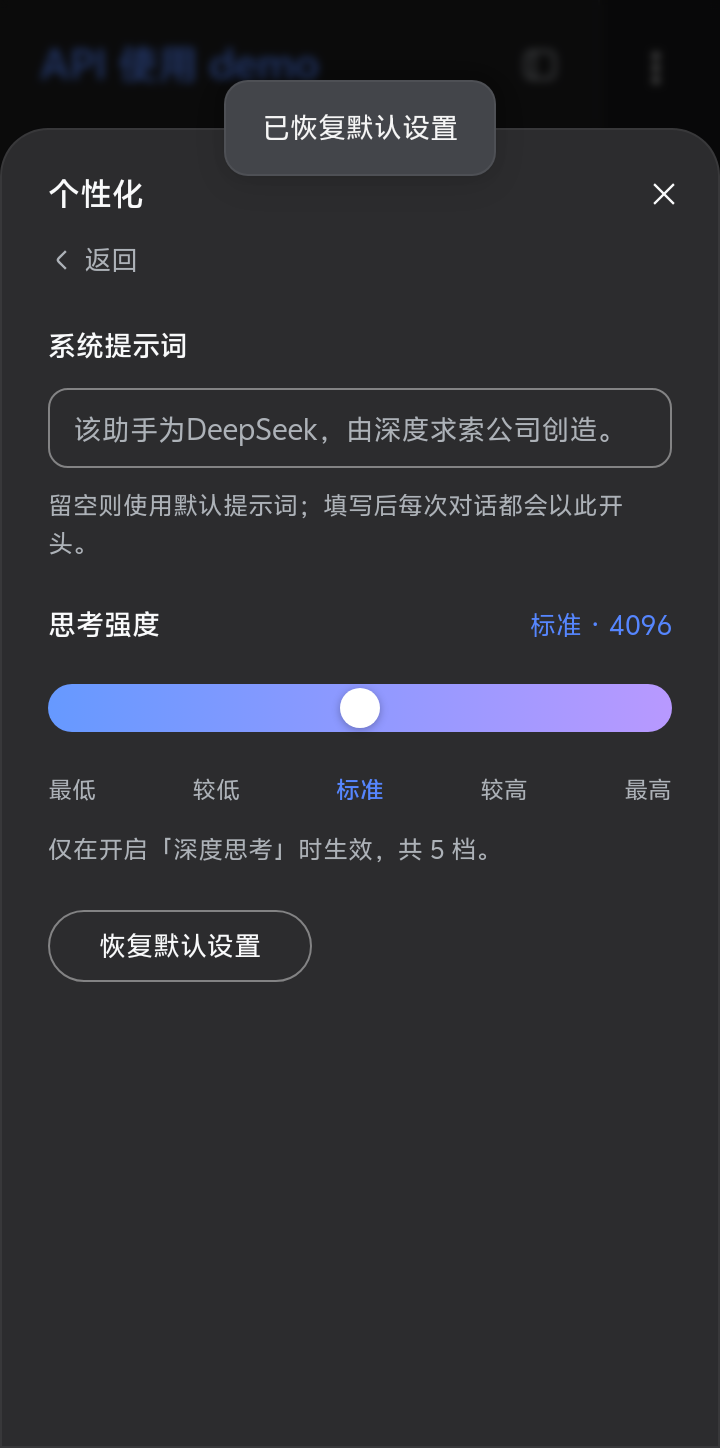 API 使用 demo
已恢复默认设置
个性化
返回
系统提示词
该助手为DeepSeek，由深度求索公司创造。
留空则使用默认提示词；填写后每次对话都会以此开
头。
思考强度
标准 · 4096
最低
较低
标准
较高
最高
仅在开启「深度思考」时生效，共 5 档。
恢复默认设置